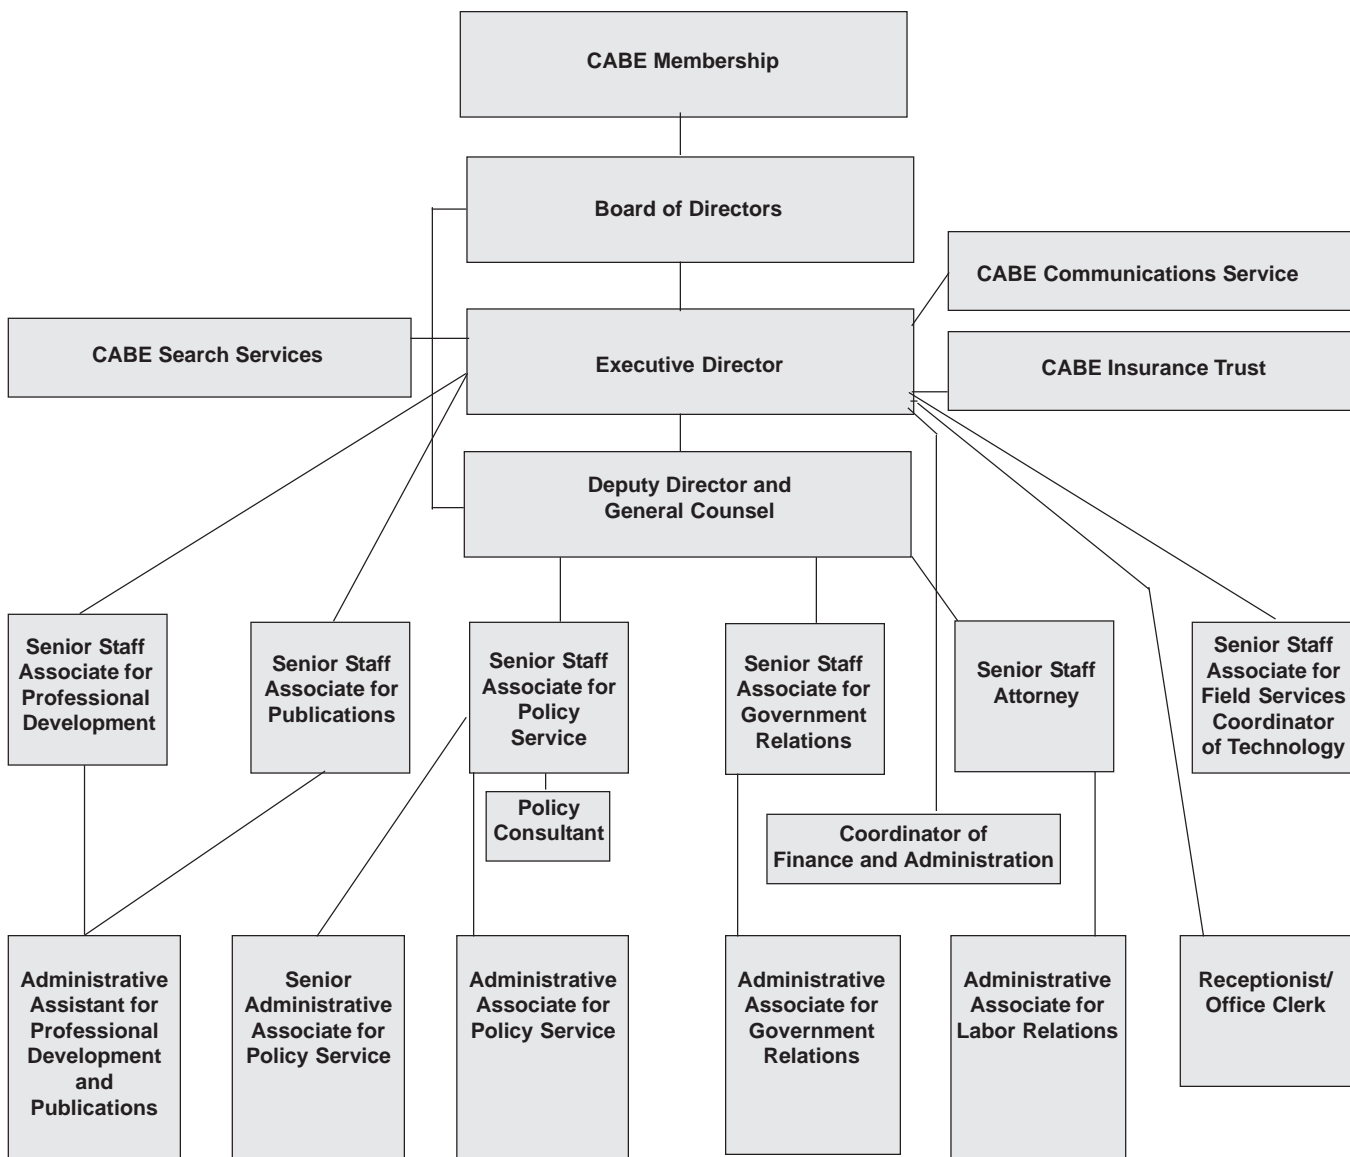 CABE Membership
Board of Directors
CABE Communications Service
CABE Search Services
Executive Director
CABE Insurance Trust
Deputy Director and
General Counsel
Senior Staff
Associate for
Professional
Development
Senior Staff
Associate for
Publications
Senior Staff
Associate for
Policy
Service
Senior Staff
Associate for
Government
Relations
Senior Staff
Attorney
Senior Staff
Associate for
Field Services
Coordinator
of Technology
Policy
Consultant
Coordinator of
Finance and Administration
Administrative
Assistant for
Professional
Development
and
Publications
Senior
Administrative
Associate for
Policy Service
Administrative
Associate for
Policy Service
Administrative
Associate for
Government
Relations
Administrative
Associate for
Labor Relations
Receptionist/
Office Clerk